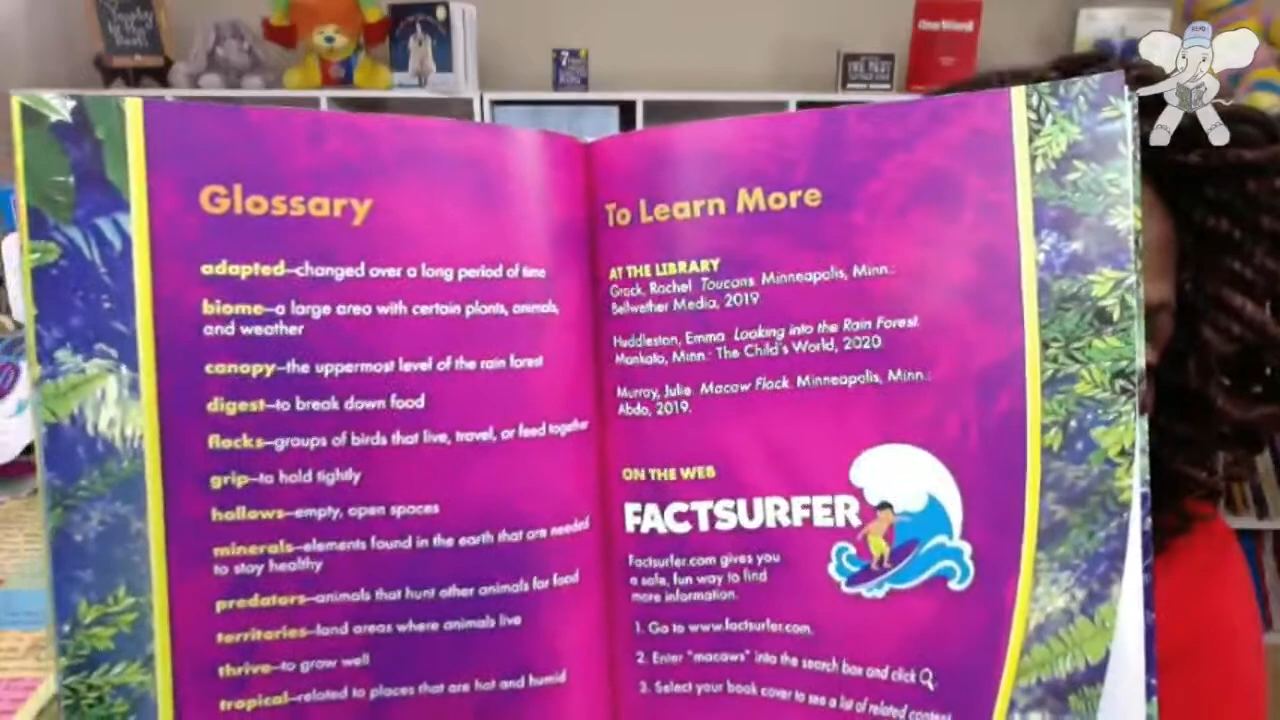 Glossary
adapted—changed over a long period of time
biome—a large area with certain plants, animals,
and weather
canopy—the uppermost level of the rain forest
digest—to break down food
flocks—groups of birds that live, travel, or feed together
grip—to hold tightly
hollows—empty, open spaces
minerals—elements found in the earth that are needed
to stay healthy
predators—animals that hunt other animals for food
territories—land areas where animals live
thrive—to grow well
tropical—related to places that are hot and humid
To Learn More
AT THE LIBRARY
Grack, Rachel. Toucans. Minneapolis, Minn.:
Bellwether Media, 2019
Huddleston, Emma. Looking into the Rain Forest.
Mankato, Minn.: The Child's World, 2020
Murray, Julie. Macaw Flock. Minneapolis, Minn.:
Abdo, 2019.
ON THE WEB
FACTSURFER
Factsurfer.com gives you
a safe, fun way to find
more information.
1. Go to www.factsurfer.com.
2. Enter "macaws" into the search box and click
3. Select your book cover to see a list of related content.
One Word
READ